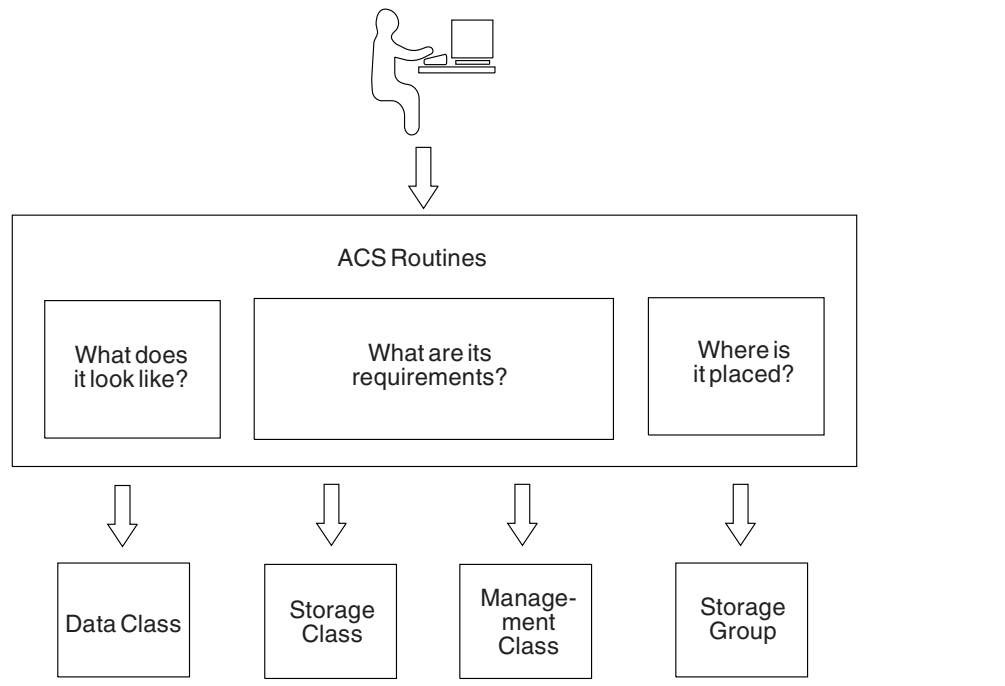 ACS Routines
What does
it look like?
What are its
requirements?
Where is
it placed?
Data Class
Storage
Class
Manage-
ment
Class
Storage
Group